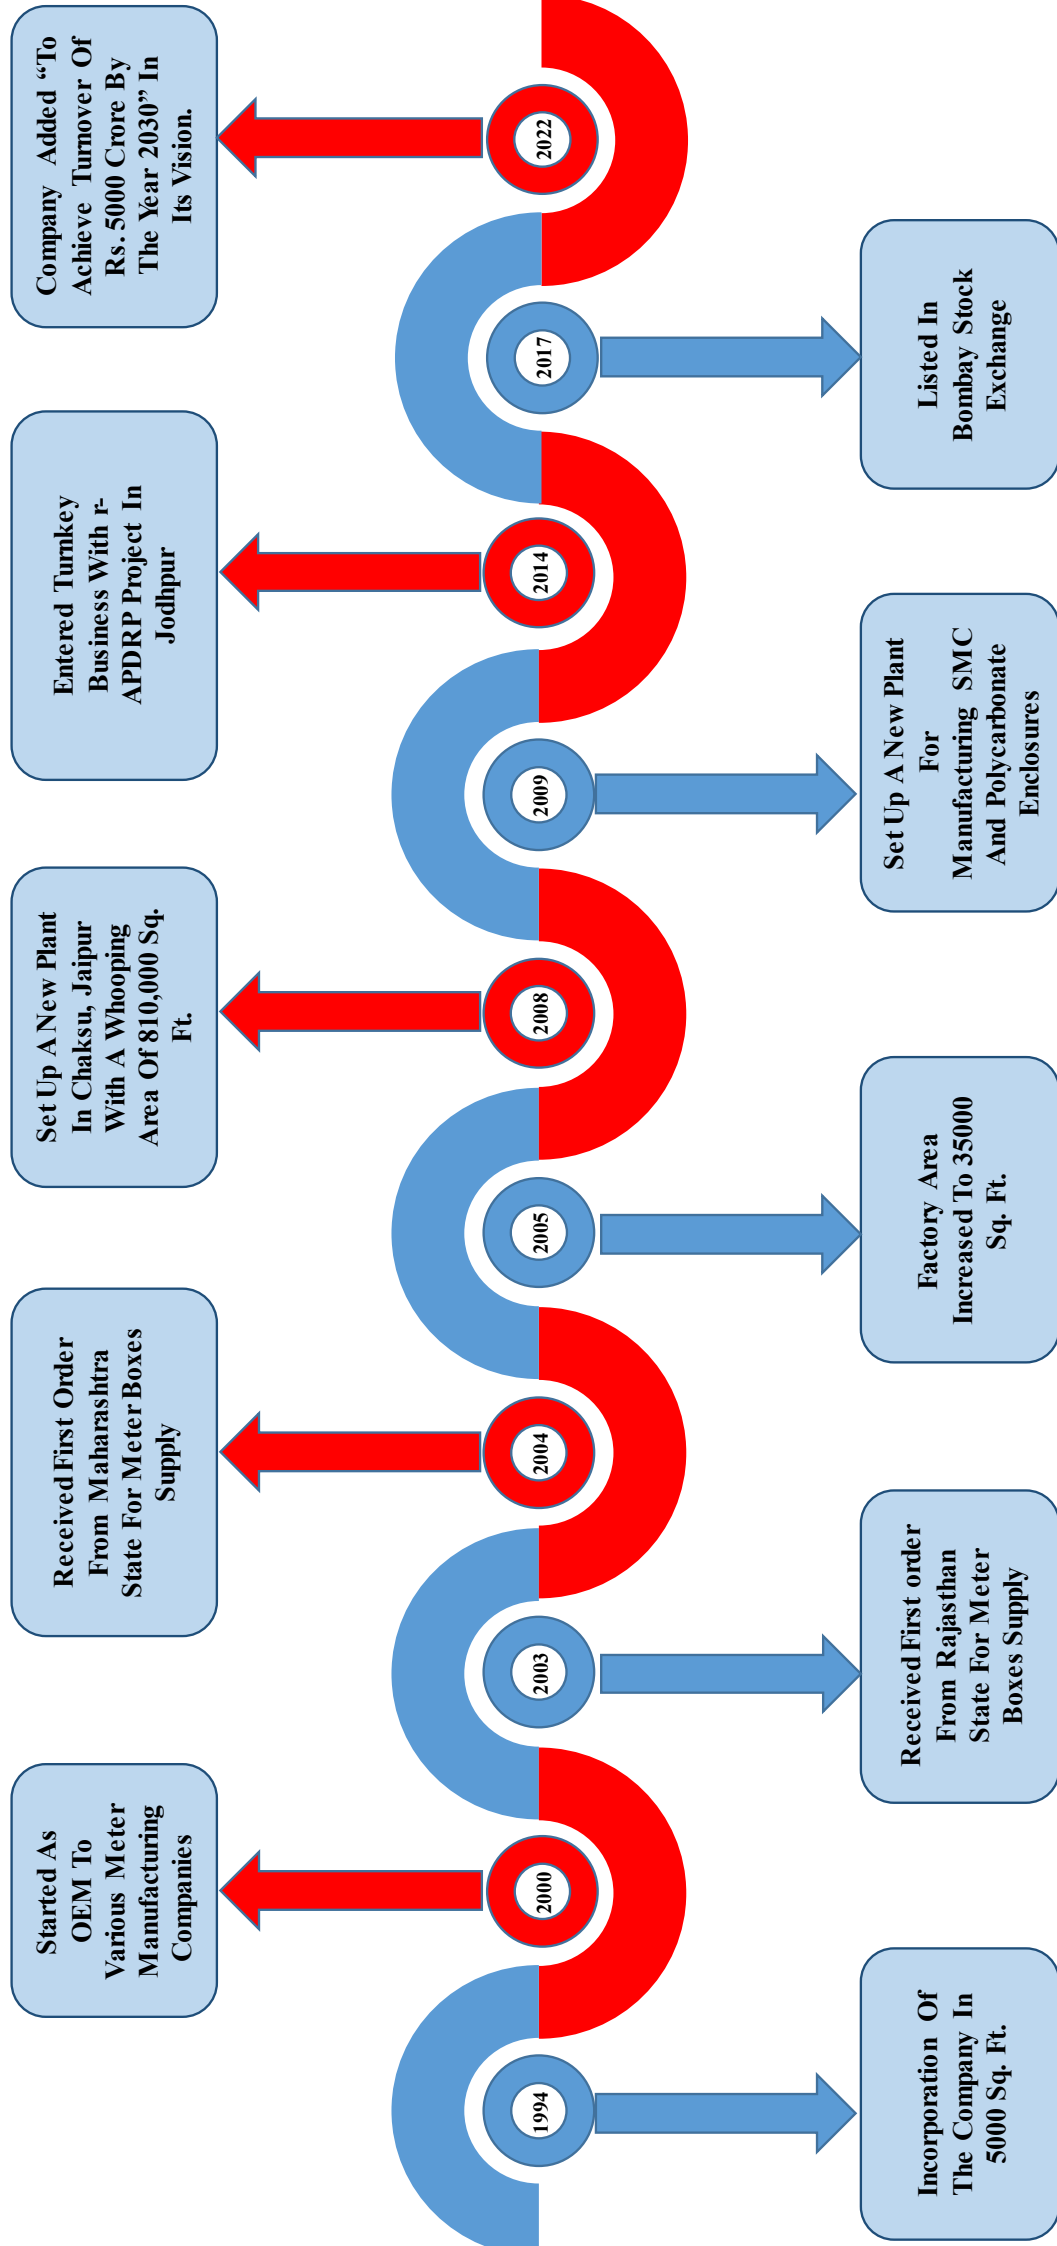 1994
Incorporation Of
The Company In
5000 Sq. Ft.
2000
Started As
OEM To
Various Meter
Manufacturing
Companies
2003
Received First order
From Rajasthan
State For Meter
Boxes Supply
2004
Received First Order
From Maharashtra
State For Meter Boxes
Supply
2005
Factory Area
Increased To 35000
Sq. Ft.
2008
Set Up A New Plant
In Chaksu, Jaipur
With A Whooping
Area Of 810,000 Sq.
Ft.
2009
Set Up A New Plant
For
Manufacturing SMC
And Polycarbonate
Enclosures
2014
Entered Turnkey
Business With r-
APDRP Project In
Jodhpur
2017
Listed In
Bombay Stock
Exchange
2022
Company Added “To
Achieve Turnover Of
Rs. 5000 Crore By
The Year 2030” In
Its Vision.